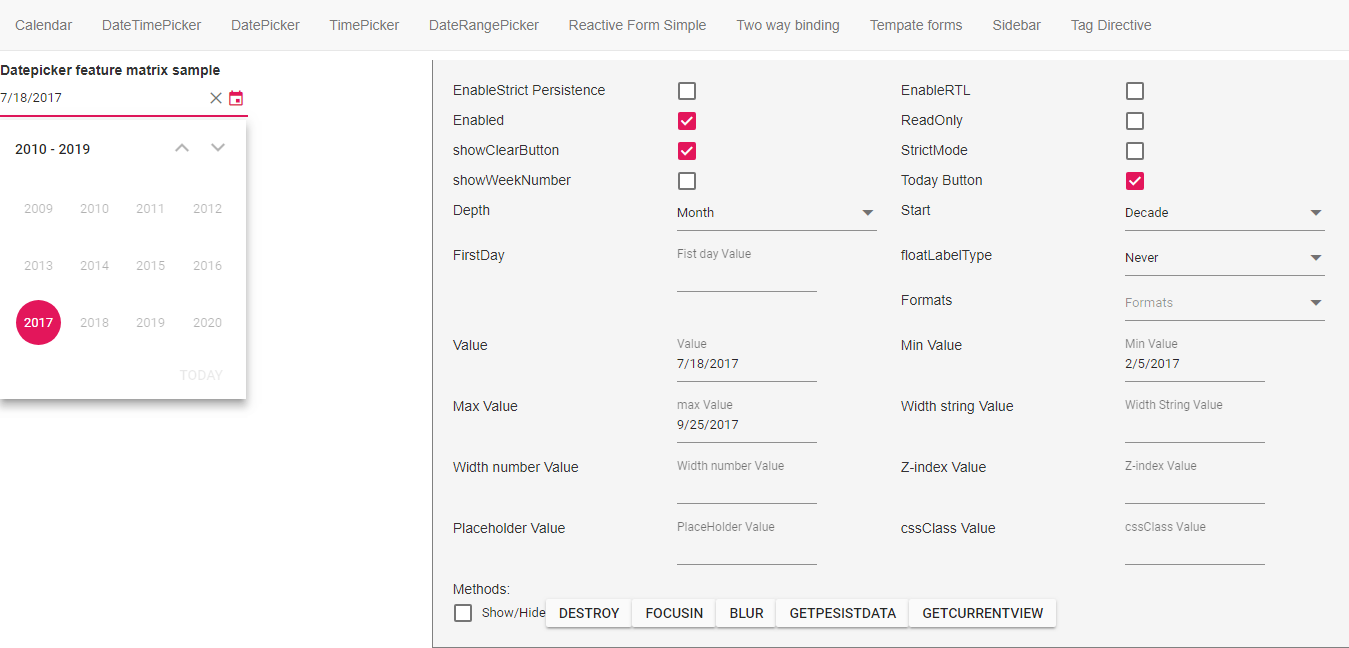 Calendar DateTimePicker DatePicker TimePicker DateRangePicker Reactive Form Simple Two way binding Tempate forms Sidebar Tag Directive
Datepicker feature matrix sample
7/18/2017
2010 - 2019
2009 2010 2011 2012
2013 2014 2015 2016
2017 2018 2019 2020
TODAY
EnableStrict Persistence EnableRTL
Enabled ReadOnly
showClearButton StrictMode
showWeekNumber Today Button
Depth Month Start Decade
FirstDay Fist day Value floatLabelType Never
Formats Formats
Value Value Min Value Min Value
7/18/2017 2/5/2017
Max Value max Value Width string Value Width String Value
9/25/2017
Width number Value Width number Value Z-index Value Z-index Value
Placeholder Value PlaceHolder Value cssClass Value cssClass Value
Methods:
Show/Hide DESTROY FOCUSIN BLUR GETPESISTDATA GETCURRENTVIEW